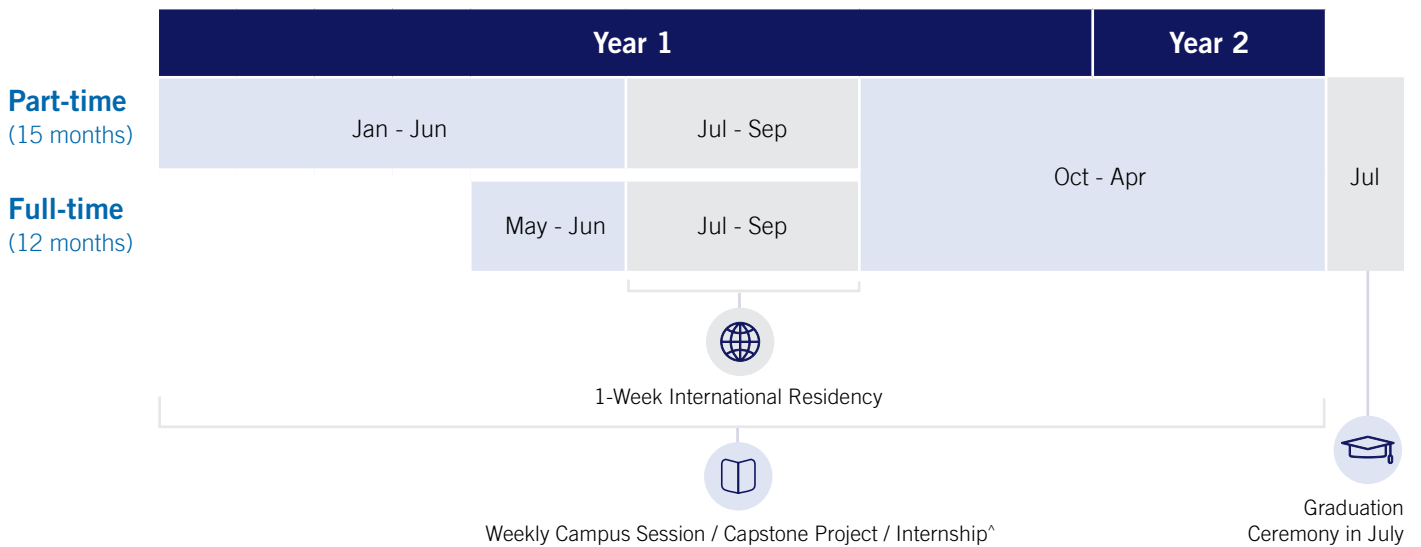 Year 1
Year 2
Part-time
(15 months)
Jan - Jun
Jul - Sep
Oct - Apr
Jul
Full-time
(12 months)
May - Jun
Jul - Sep
1-Week International Residency
Weekly Campus Session / Capstone Project / Internship^
Graduation
Ceremony in July